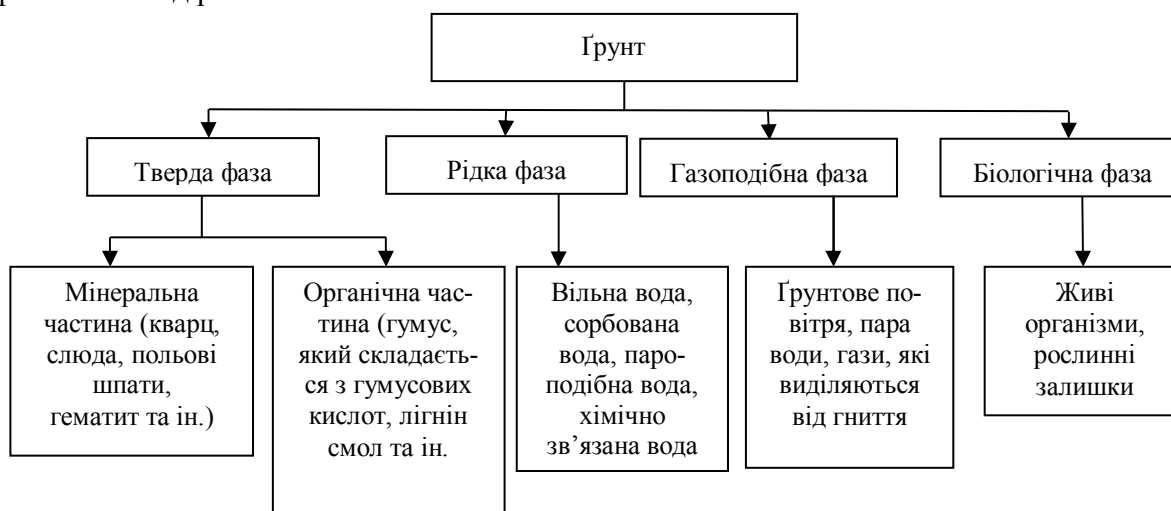 Ґрунт
Тверда фаза
Рідка фаза
Газоподібна фаза
Біологічна фаза
Мінеральна
частина (кварц,
слюда, польові
шпати,
гематит та ін.)
Органічна час-
тина (гумус,
який складаєть-
ся з гумусових
кислот, лігнін
смол та ін.
Вільна вода,
сорбована
вода, паро-
подібна вода,
хімічно
зв’язана вода
Ґрунтове по-
вітря, пара
води, гази, які
виділяються
від гниття
Живі
організми,
рослинні
залишки